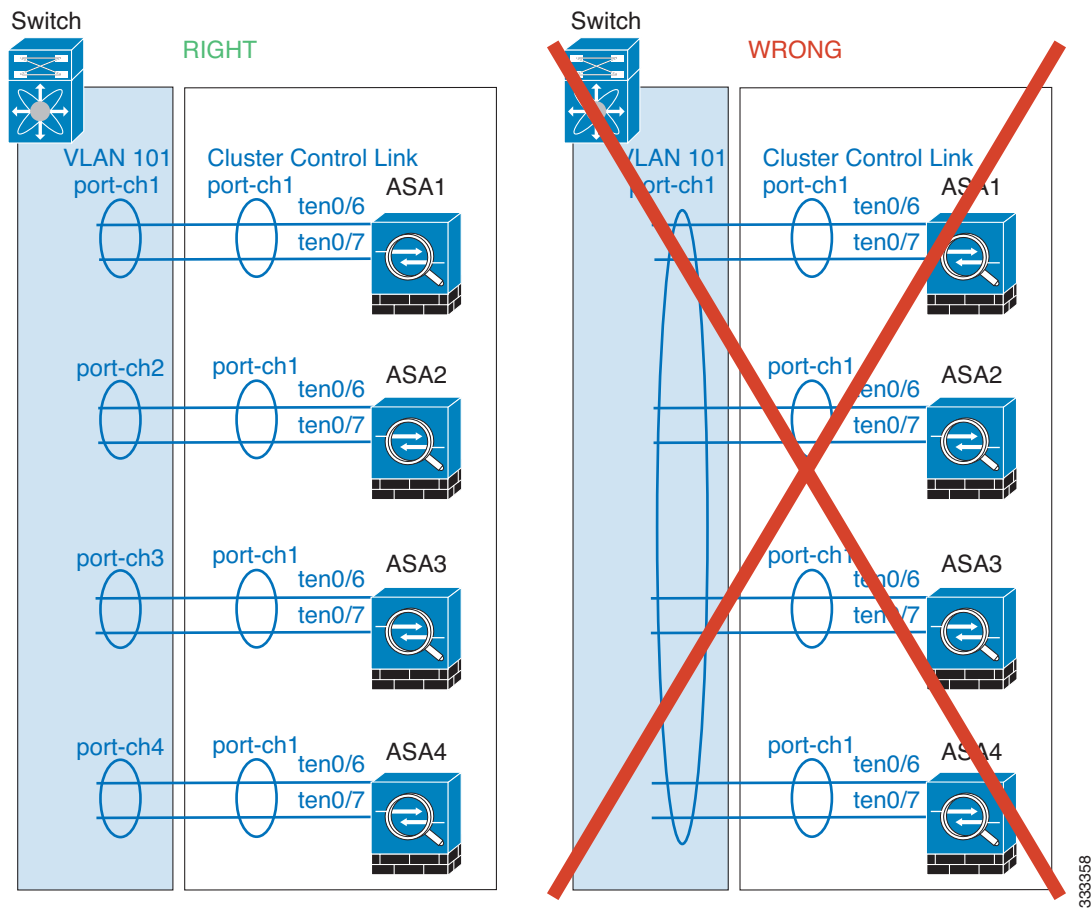 Switch
RIGHT
VLAN 101
port-ch1
Cluster Control Link
port-ch1
ASA1
ten0/6
ten0/7
port-ch2
port-ch1
ASA2
ten0/6
ten0/7
port-ch3
port-ch1
ASA3
ten0/6
ten0/7
port-ch4
port-ch1
ASA4
ten0/6
ten0/7
Switch
WRONG
VLAN 101
port-ch1
Cluster Control Link
port-ch1
ASA1
ten0/6
ten0/7
port-ch1
ASA2
ten0/6
ten0/7
port-ch1
ASA3
ten0/6
ten0/7
port-ch1
ASA4
ten0/6
ten0/7
333358